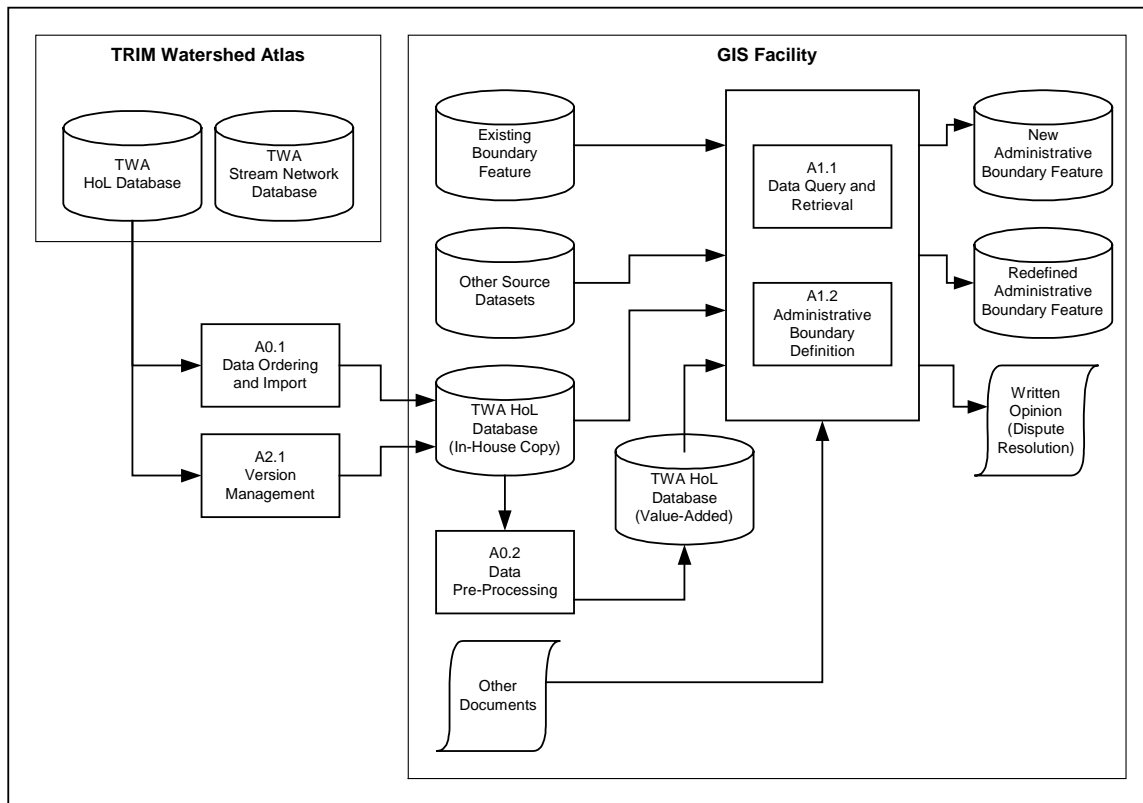 TRIM Watershed Atlas
TWA
HoL Database
TWA
Stream Network
Database
A0.1
Data Ordering
and Import
A2.1
Version
Management
GIS Facility
Existing
Boundary
Feature
Other Source
Datasets
TWA HoL
Database
(In-House Copy)
A0.2
Data
Pre-Processing
Other
Documents
TWA HoL
Database
(Value-Added)
A1.1
Data Query and
Retrieval
A1.2
Administrative
Boundary
Definition
New
Administrative
Boundary Feature
Redefined
Administrative
Boundary Feature
Written
Opinion
(Dispute
Resolution)